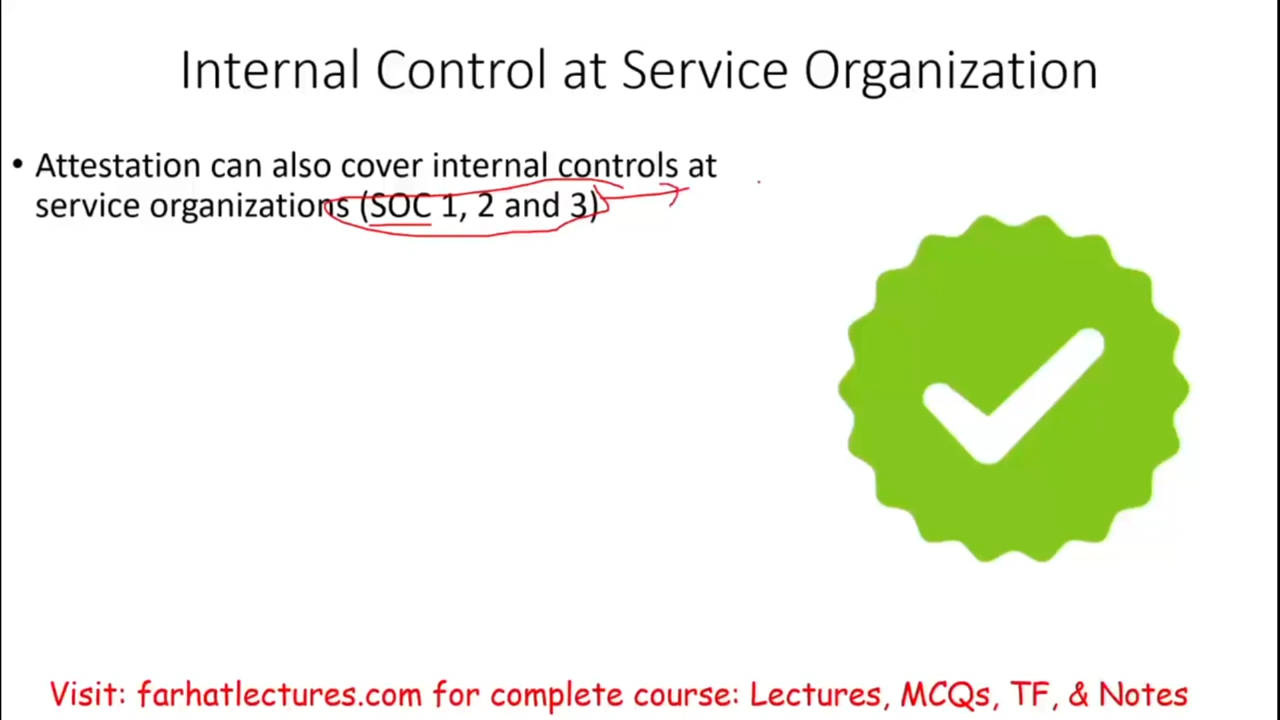 Internal Control at Service Organization
• Attestation can also cover internal controls at
service organizations (SOC 1, 2 and 3)
Visit: farhatlectures.com for complete course: Lectures, MCQs, TF, & Notes